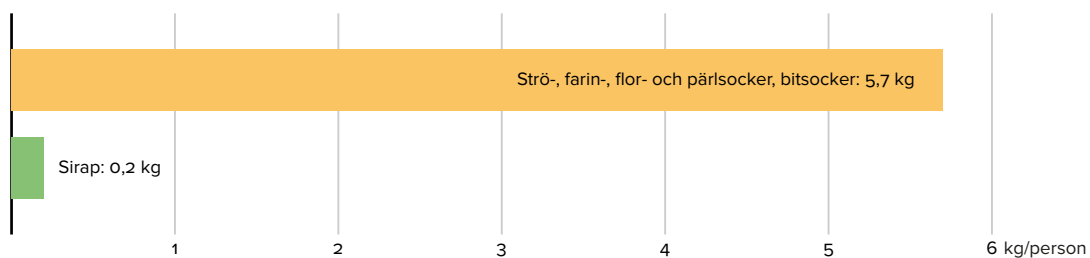 Strö-, farin-, flor- och pärlsocker, bitsocker: 5,7 kg
Sirap: 0,2 kg
1 2 3 4 5 6 kg/person